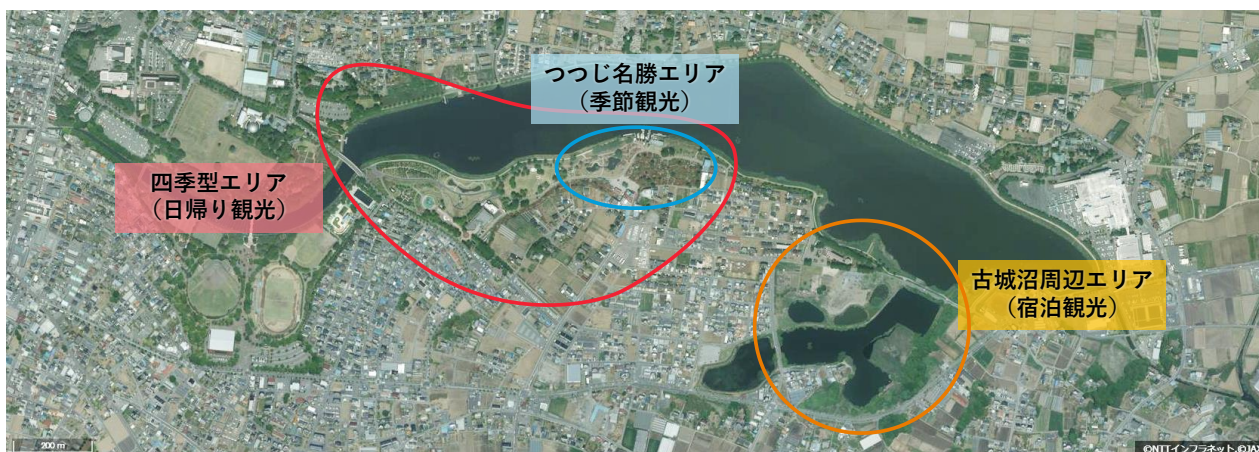 つつじ名勝エリア
（季節観光）
四季型エリア
（日帰り観光）
古城沼周辺エリア
（宿泊観光）
200 m
©NTTインフラネット,©JA